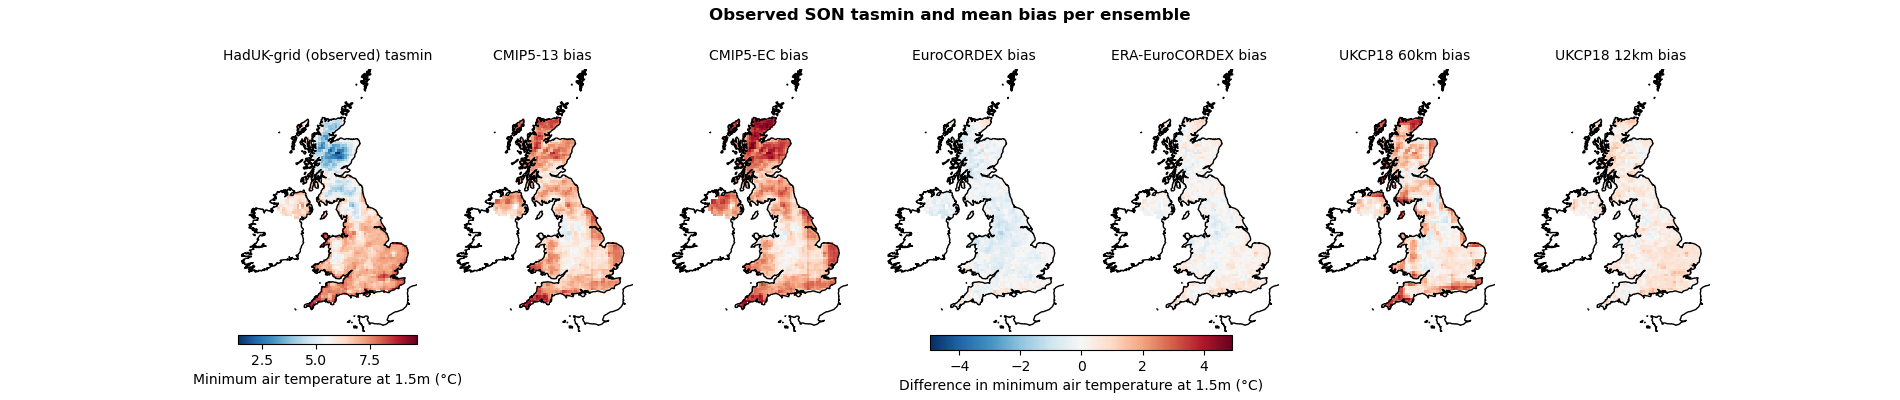 Observed SON tasmin and mean bias per ensemble
HadUK-grid (observed) tasmin
CMIP5-13 bias
CMIP5-EC bias
EuroCORDEX bias
ERA-EuroCORDEX bias
UKCP18 60km bias
UKCP18 12km bias
2.5 5.0 7.5
Minimum air temperature at 1.5m (°C)
−4 −2 0 2 4
Difference in minimum air temperature at 1.5m (°C)